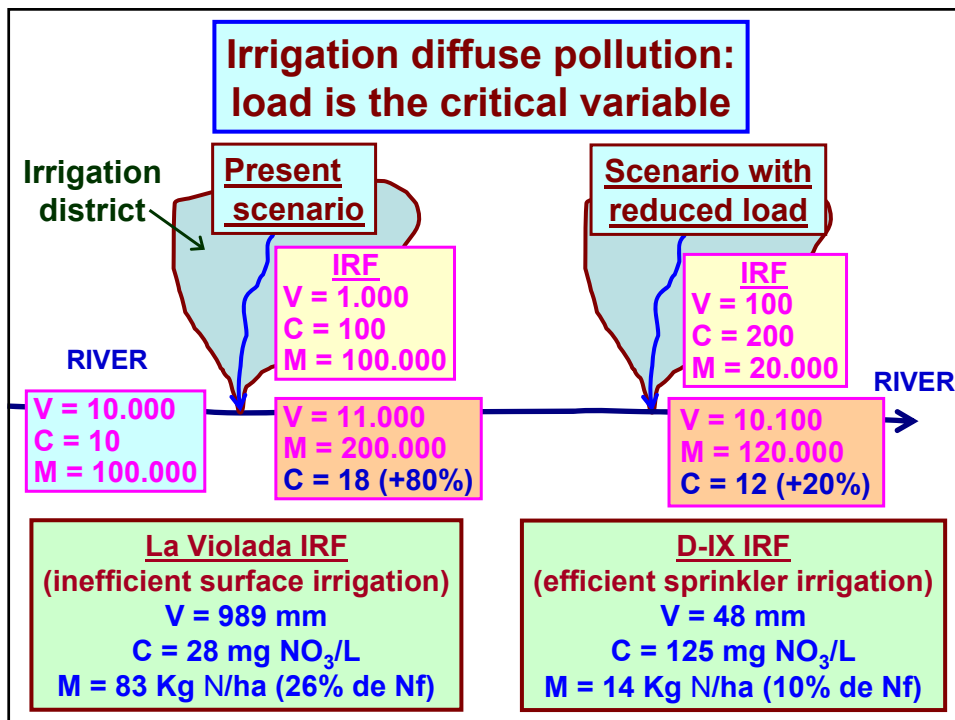 Irrigation diffuse pollution:
load is the critical variable
Irrigation
district
Present
scenario
IRF
V = 1.000
C = 100
M = 100.000
Scenario with
reduced load
IRF
V = 100
C = 200
M = 20.000
RIVER
RIVER
V = 10.000
C = 10
M = 100.000
V = 11.000
M = 200.000
C = 18 (+80%)
V = 10.100
M = 120.000
C = 12 (+20%)
La Violada IRF
(inefficient surface irrigation)
V = 989 mm
C = 28 mg NO₃/L
M = 83 Kg N/ha (26% de Nf)
D-IX IRF
(efficient sprinkler irrigation)
V = 48 mm
C = 125 mg NO₃/L
M = 14 Kg N/ha (10% de Nf)